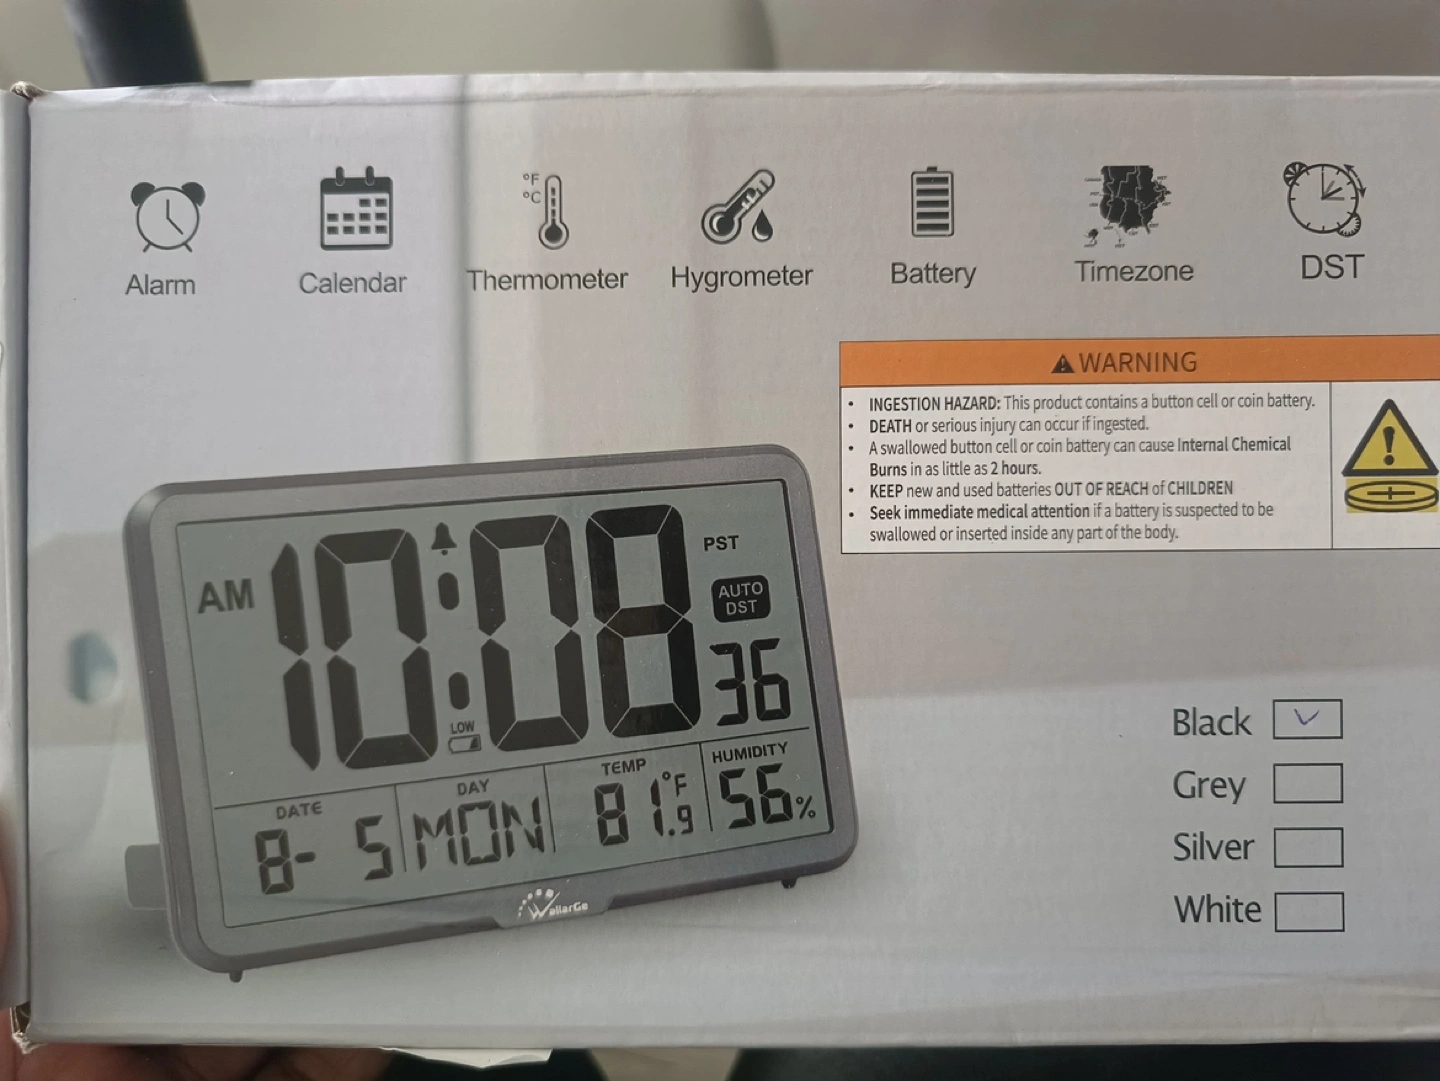 °F
°C
Alarm
Calendar
Thermometer
Hygrometer
Battery
Timezone
DST
WARNING
• INGESTION HAZARD: This product contains a button cell or coin battery.
• DEATH or serious injury can occur if ingested.
• A swallowed button cell or coin battery can cause Internal Chemical
Burns in as little as 2 hours.
• KEEP new and used batteries OUT OF REACH of CHILDREN
• Seek immediate medical attention if a battery is suspected to be
swallowed or inserted inside any part of the body.
AM 10:08
PST
AUTO
DST
36
LOW
DATE
8- 5
DAY
MON
TEMP
81.9°F
HUMIDITY
56%
WallarGe
Black
Grey
Silver
White